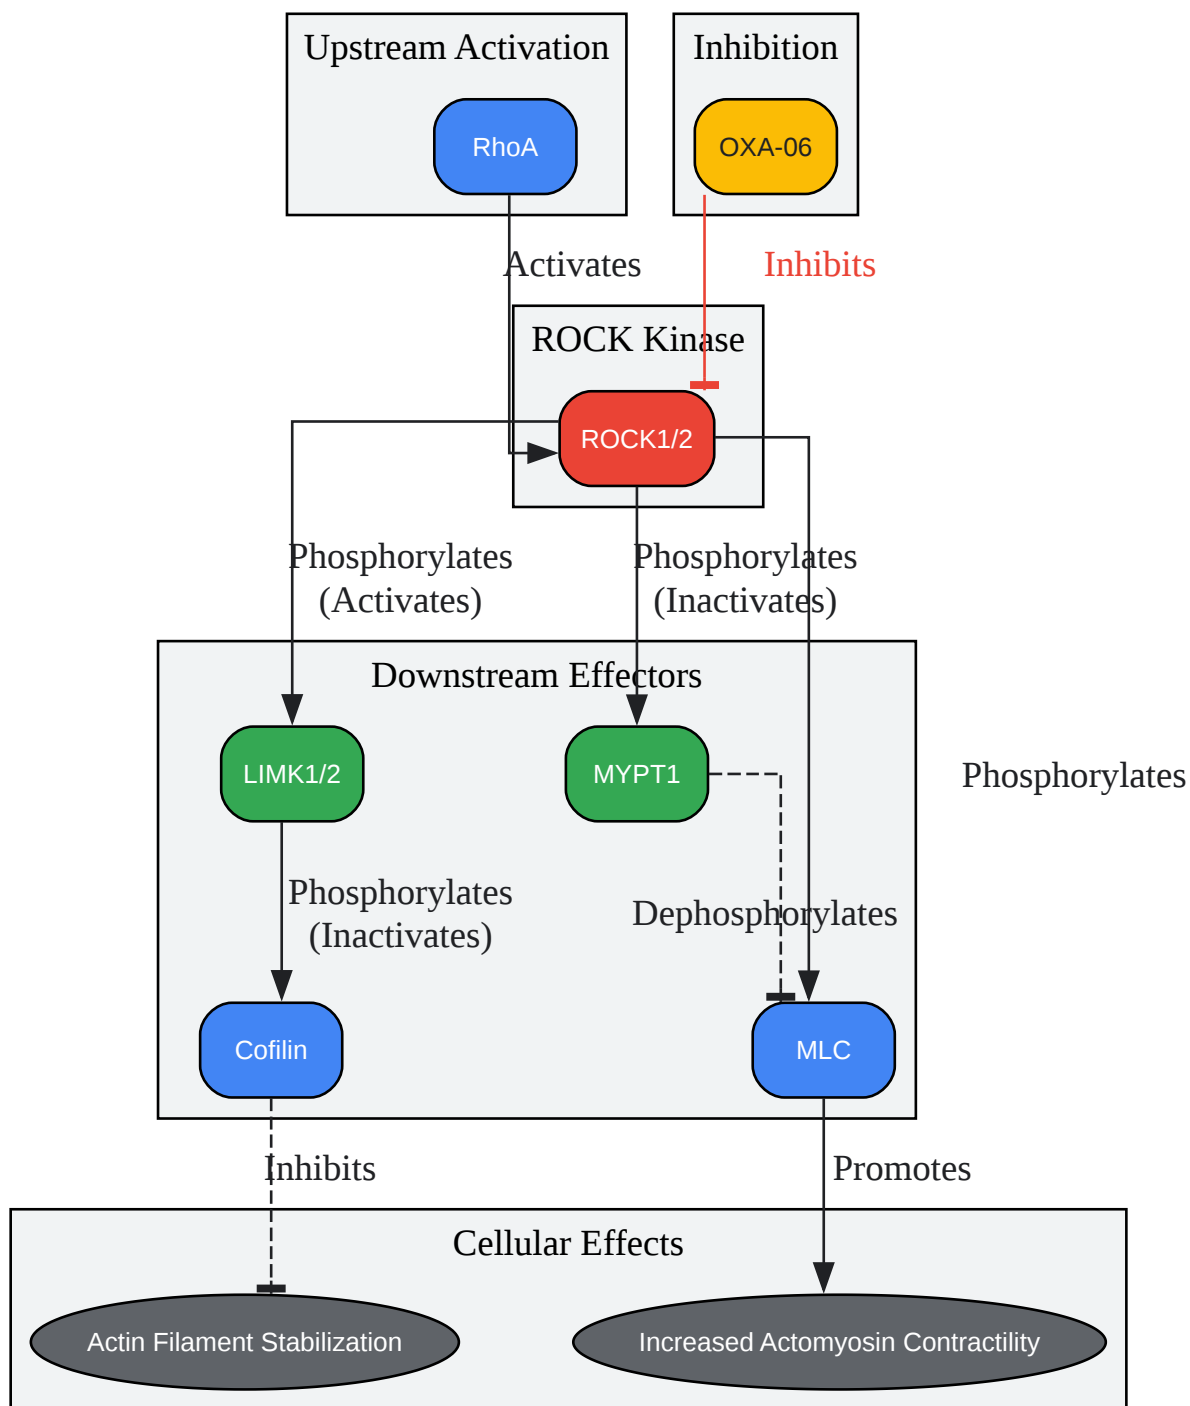 Upstream Activation
Inhibition
RhoA
OXA-06
Activates
Inhibits
ROCK Kinase
ROCK1/2
Phosphorylates
(Activates)
Phosphorylates
(Inactivates)
Downstream Effectors
LIMK1/2
MYPT1
Phosphorylates
Phosphorylates
(Inactivates)
Dephosphorylates
Cofilin
MLC
Inhibits
Promotes
Cellular Effects
Actin Filament Stabilization
Increased Actomyosin Contractility